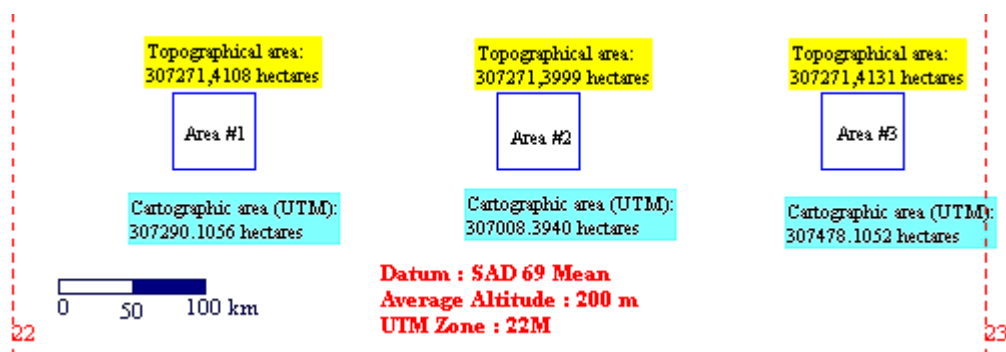 Topographical area:
307271,4108 hectares
Topographical area:
307271,3999 hectares
Topographical area:
307271,4131 hectares
Area #1
Area #2
Area #3
Cartographic area (UTM):
307290.1056 hectares
Cartographic area (UTM):
307008.3940 hectares
Cartographic area (UTM):
307478.1052 hectares
0 50 100 km
Datum : SAD 69 Mean
Average Altitude : 200 m
UTM Zone : 22M
22
23